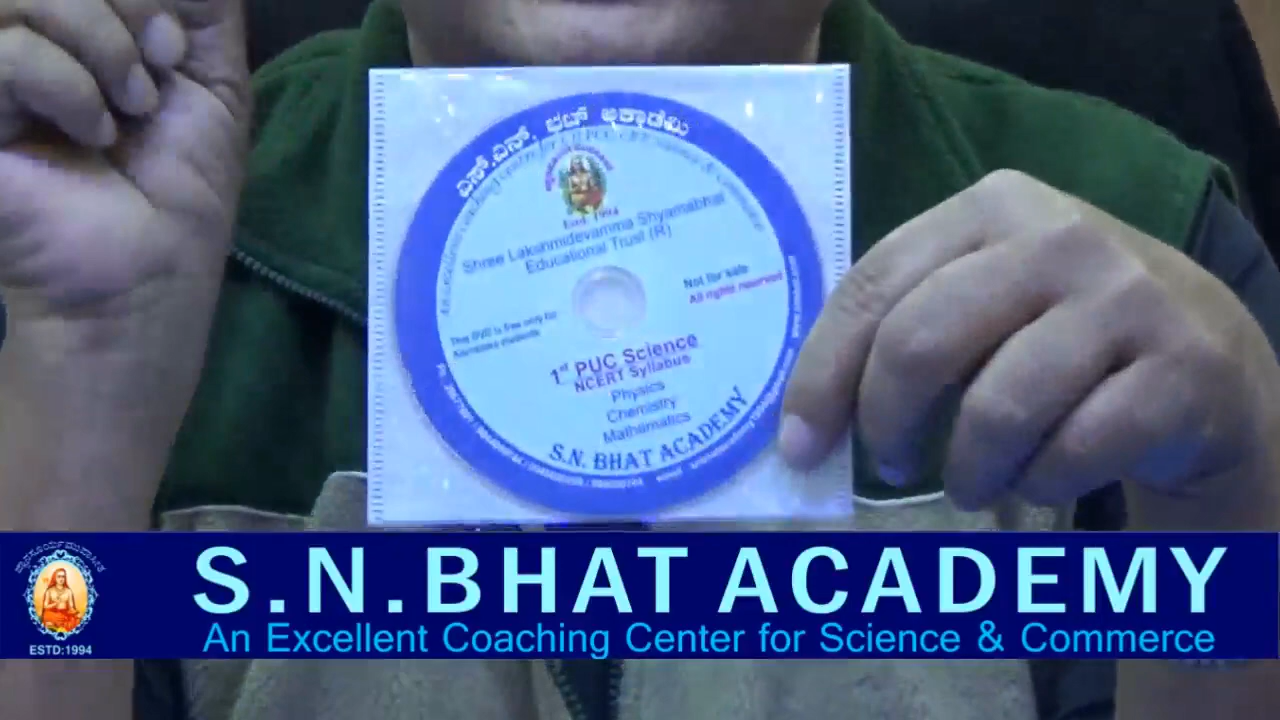 ಎಸ್.ಎನ್. ಭಟ್ ಅಕಾಡೆಮಿ
Estd. 1994
Shree Lakshmidevamma Shyamabhat
Educational Trust (R)
Not for sale
All rights reserved
This DVD is free only for
Karnataka students
1st PUC Science
NCERT Syllabus
Physics
Chemistry
Mathematics
S.N. BHAT ACADEMY
S.N.BHAT ACADEMY
An Excellent Coaching Center for Science & Commerce
ESTD:1994